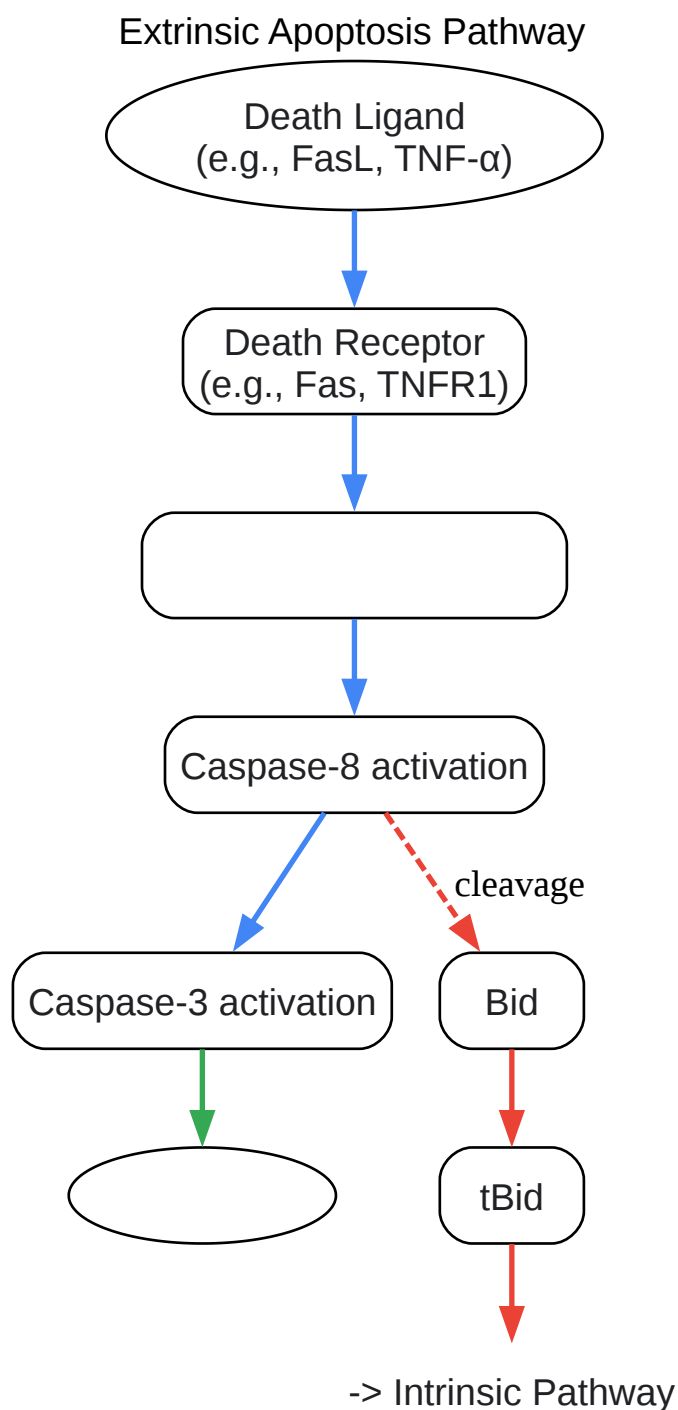 Extrinsic Apoptosis Pathway
Death Ligand
(e.g., FasL, TNF-α)
Death Receptor
(e.g., Fas, TNFR1)
Caspase-8 activation
cleavage
Caspase-3 activation
Bid
tBid
-> Intrinsic Pathway